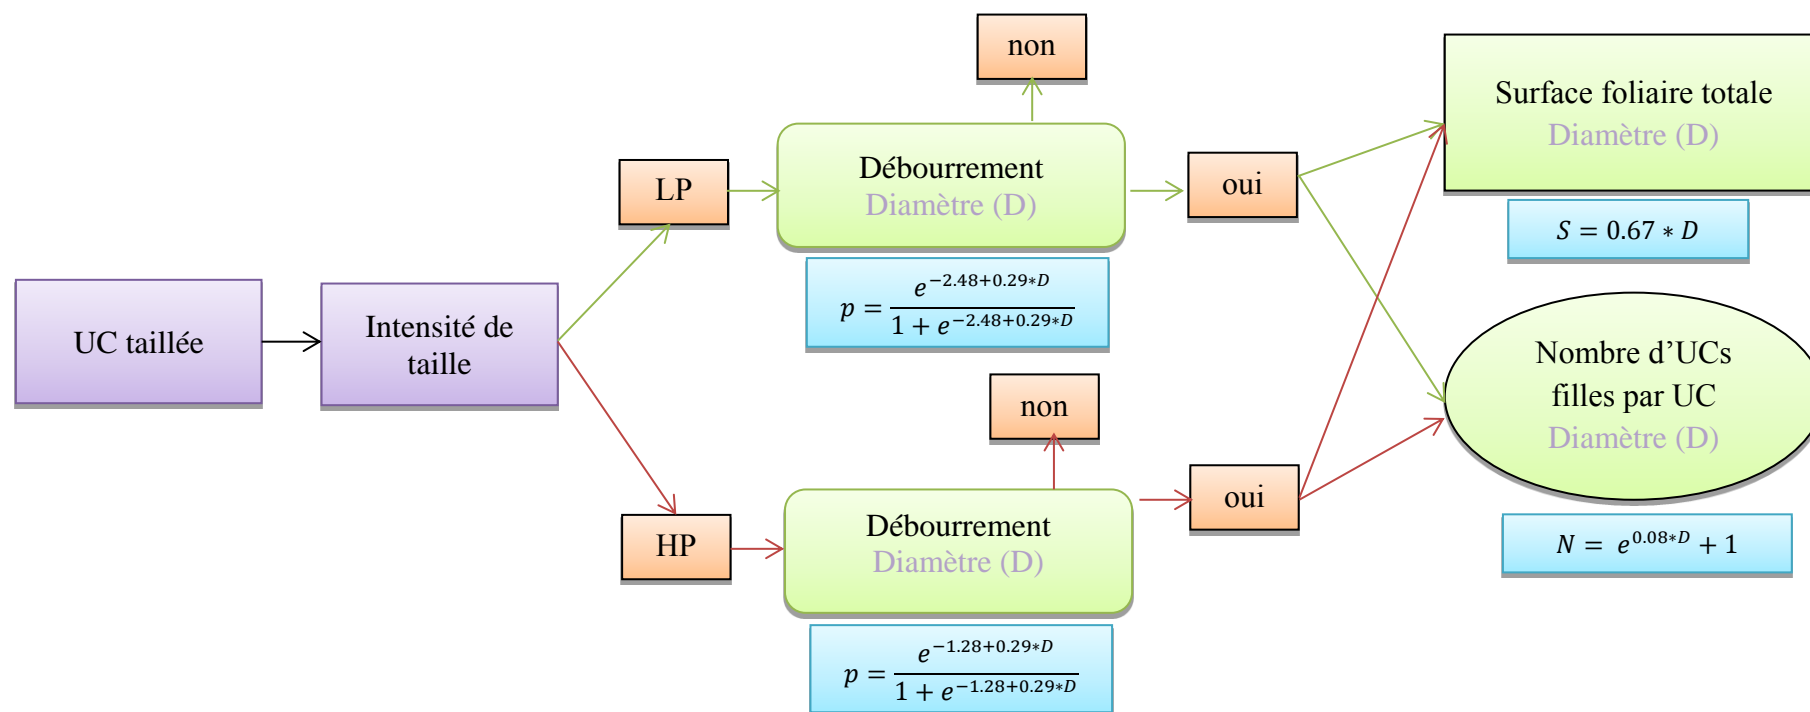 UC taillée
Intensité de
taille
LP
HP
non
Débourrement
Diamètre (D)
p = e^{-2.48+0.29*D} / (1 + e^{-2.48+0.29*D})
oui
non
Débourrement
Diamètre (D)
p = e^{-1.28+0.29*D} / (1 + e^{-1.28+0.29*D})
oui
Surface foliaire totale
Diamètre (D)
S = 0.67 * D
Nombre d’UCs
filles par UC
Diamètre (D)
N = e^{0.08*D} + 1